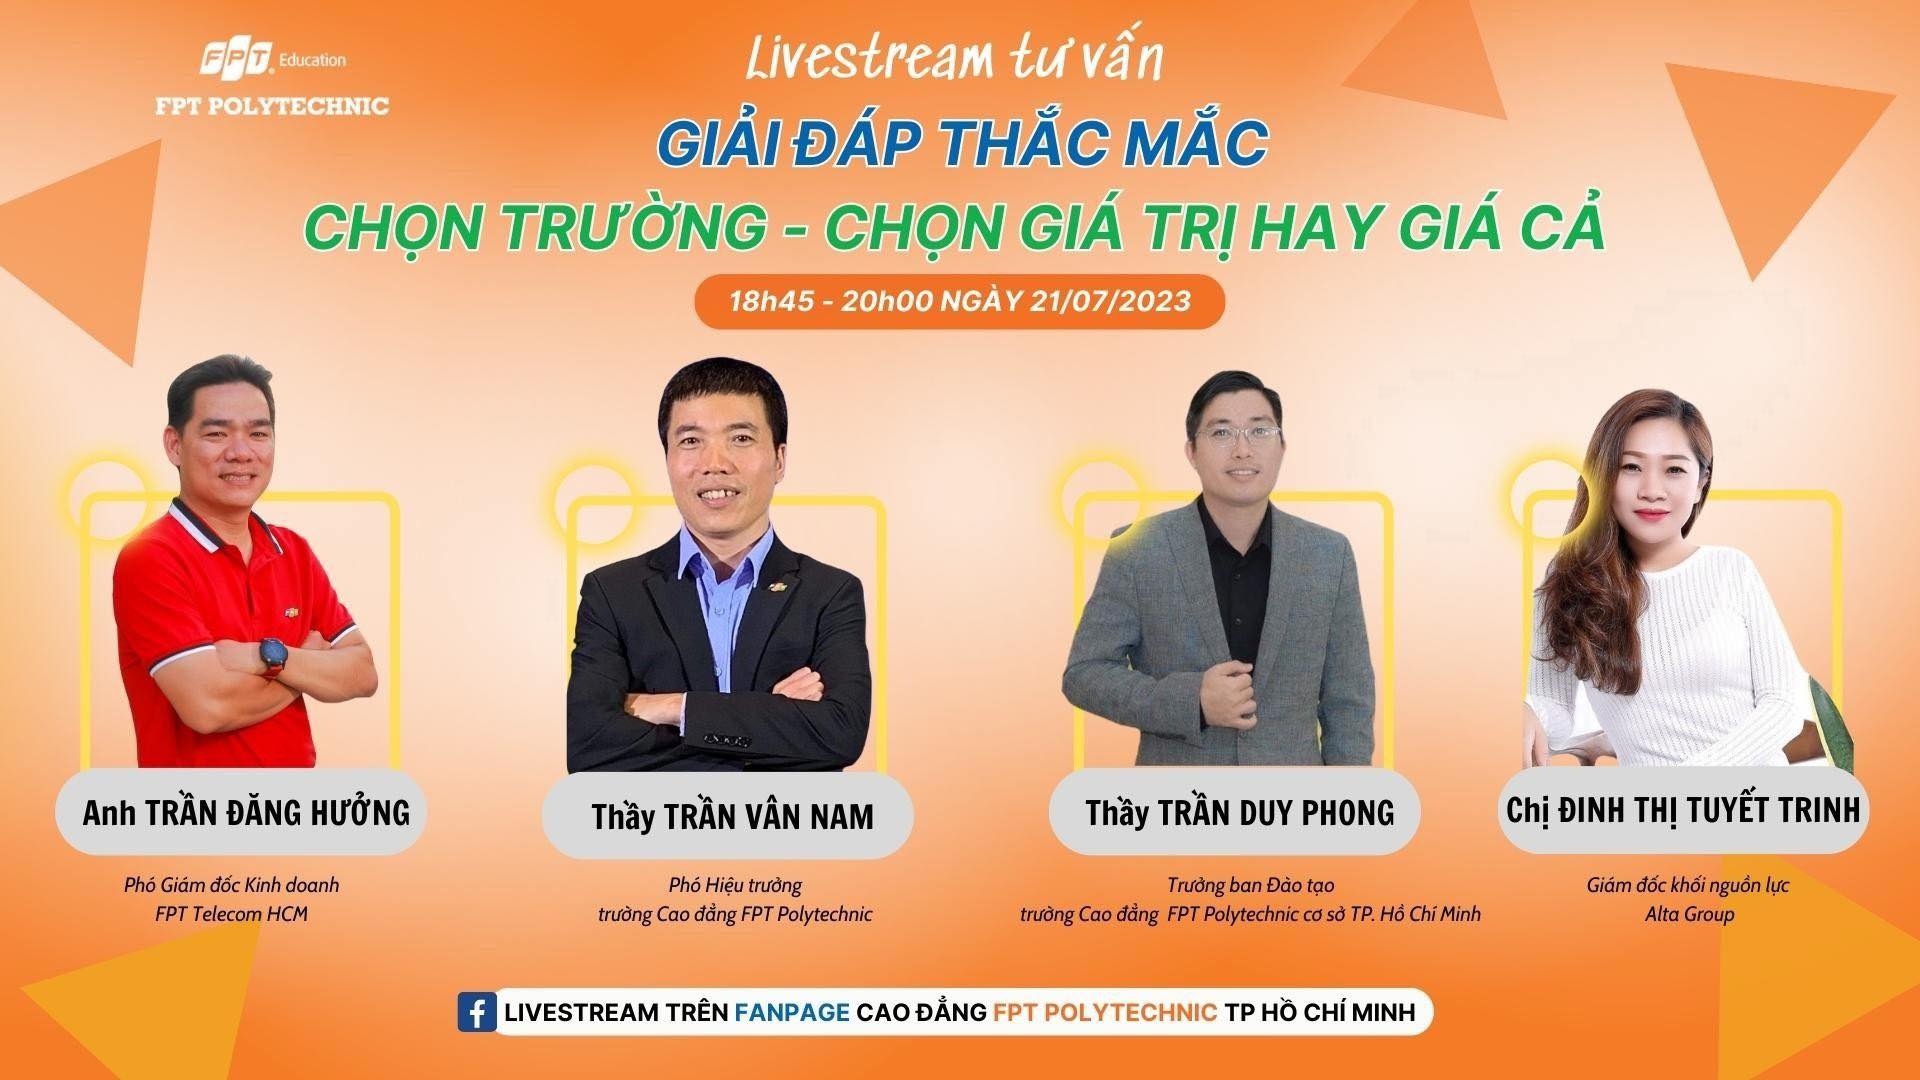 FPT Education
FPT POLYTECHNIC
Livestream tư vấn
GIẢI ĐÁP THẮC MẮC
CHỌN TRƯỜNG - CHỌN GIÁ TRỊ HAY GIÁ CẢ
18h45 - 20h00 NGÀY 21/07/2023
Anh TRẦN ĐĂNG HƯỞNG
Phó Giám đốc Kinh doanh
FPT Telecom HCM
Thầy TRẦN VÂN NAM
Phó Hiệu trưởng
trường Cao đẳng FPT Polytechnic
Thầy TRẦN DUY PHONG
Trưởng ban Đào tạo
trường Cao đẳng FPT Polytechnic cơ sở TP. Hồ Chí Minh
Chị ĐINH THỊ TUYẾT TRINH
Giám đốc khối nguồn lực
Alta Group
LIVESTREAM TRÊN FANPAGE CAO ĐẲNG FPT POLYTECHNIC TP HỒ CHÍ MINH